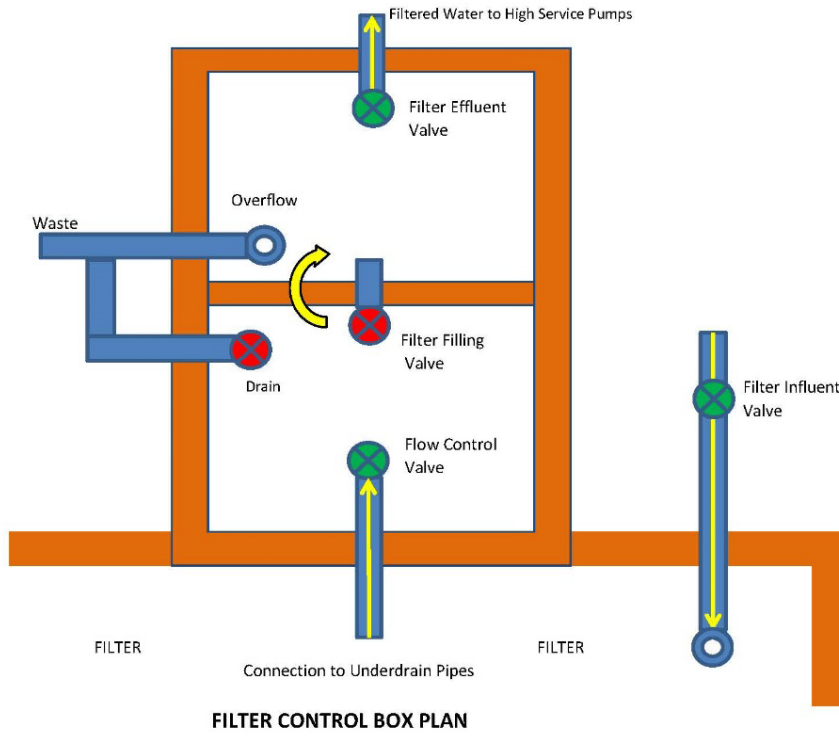 Filtered Water to High Service Pumps
Filter Effluent
Valve
Overflow
Waste
Filter Filling
Valve
Drain
Filter Influent
Valve
Flow Control
Valve
FILTER
FILTER
Connection to Underdrain Pipes
FILTER CONTROL BOX PLAN